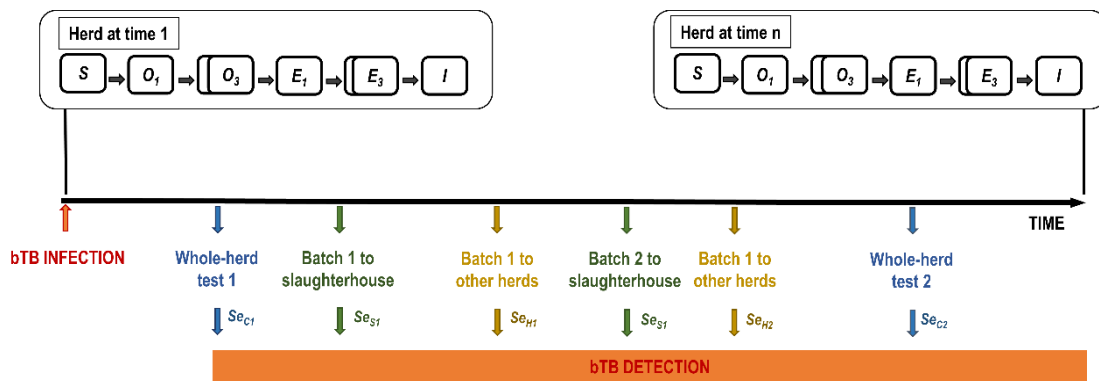 Herd at time 1
S O1 O3 E1 E3 I
Herd at time n
S O1 O3 E1 E3 I
TIME
bTB INFECTION
Whole-herd
test 1
Batch 1 to
slaughterhouse
Batch 1 to
other herds
Batch 2 to
slaughterhouse
Batch 1 to
other herds
Whole-herd
test 2
SeC1
SeS1
SeH1
SeS1
SeH2
SeC2
bTB DETECTION